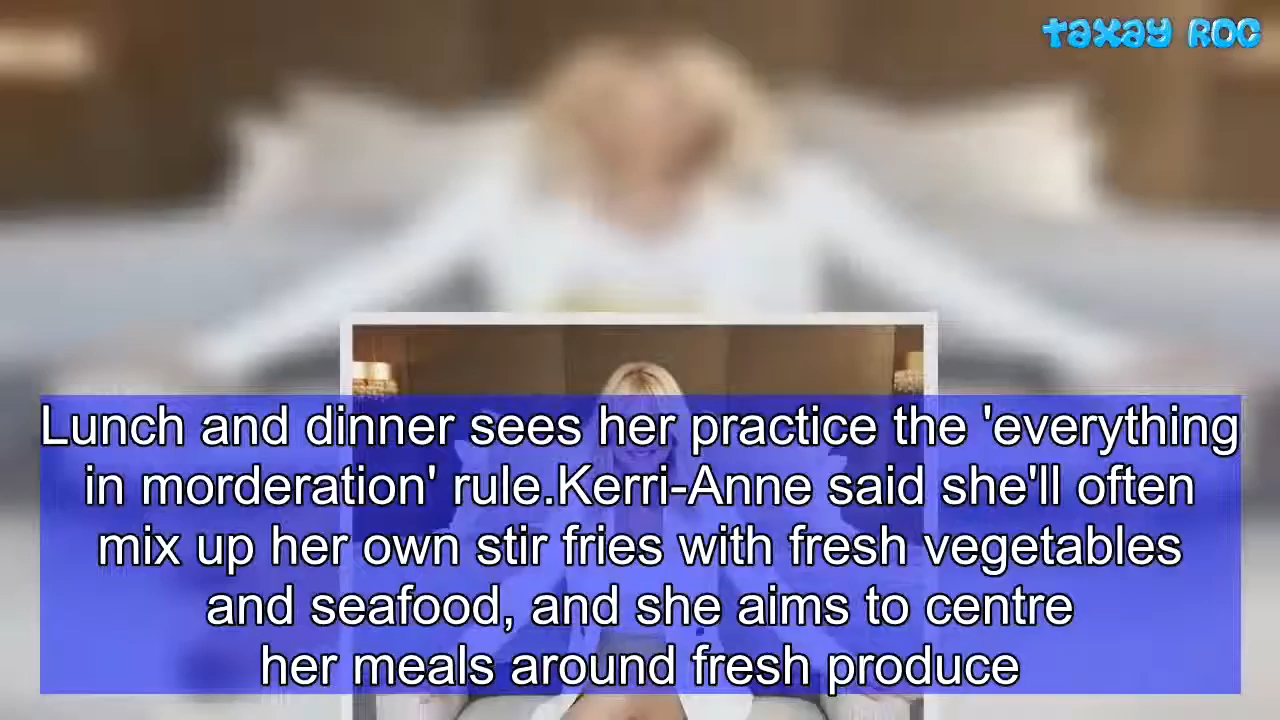 TaXaY ROC
Lunch and dinner sees her practice the 'everything
in morderation' rule.Kerri-Anne said she'll often
mix up her own stir fries with fresh vegetables
and seafood, and she aims to centre
her meals around fresh produce